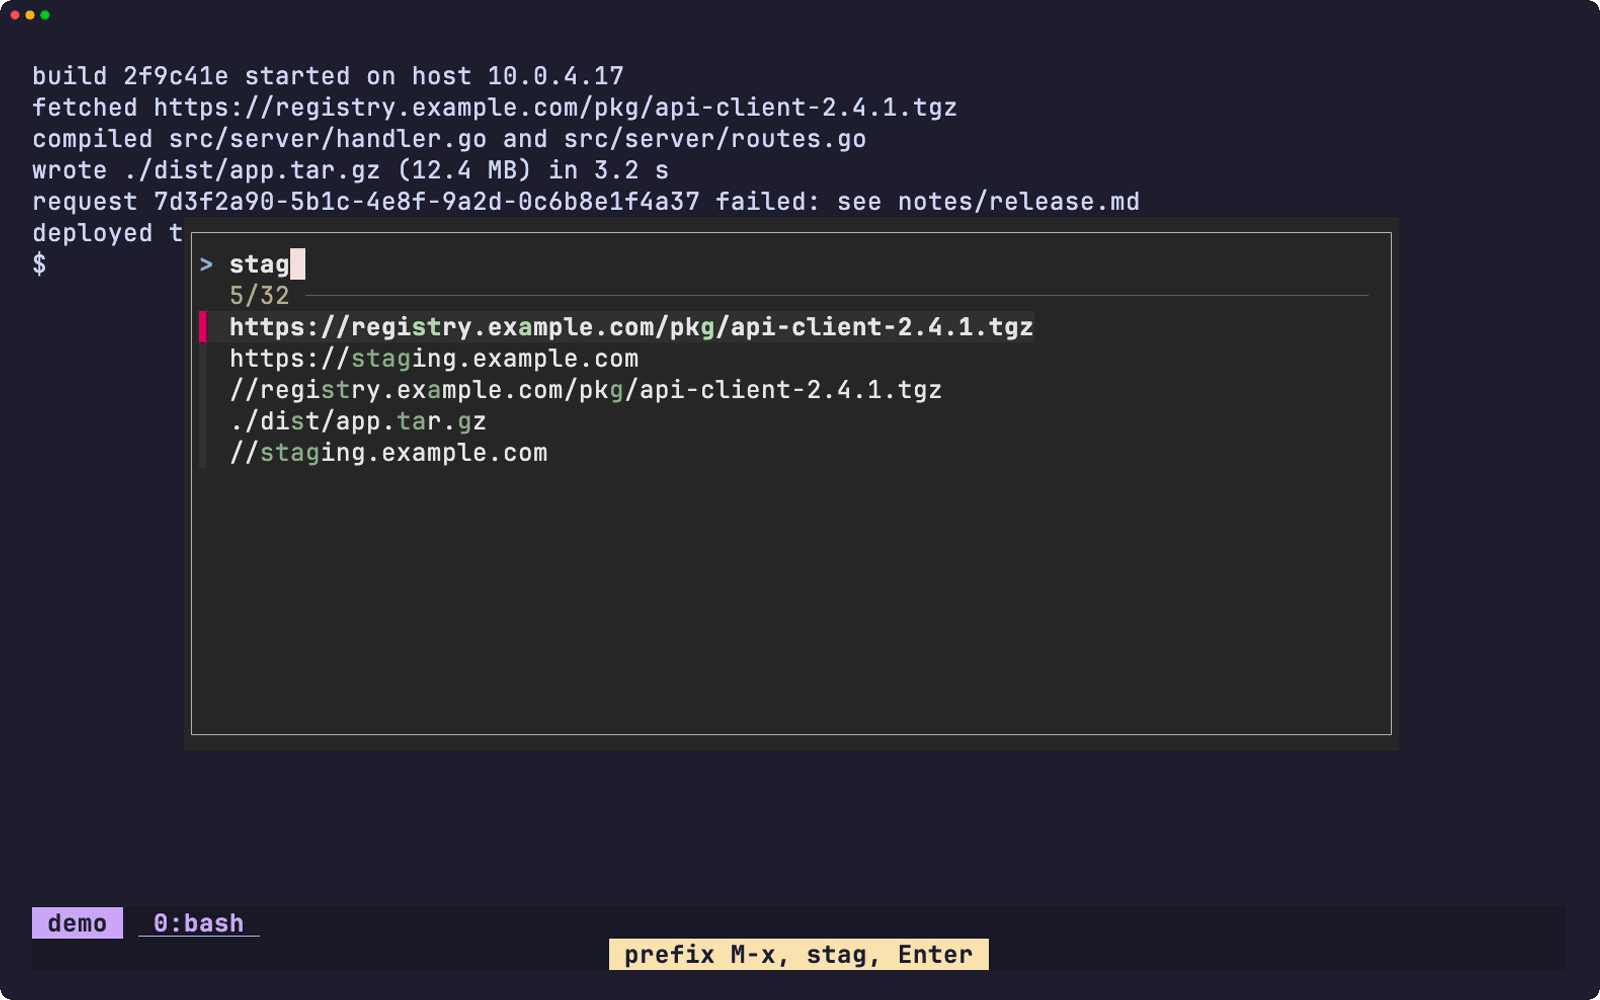 build 2f9c41e started on host 10.0.4.17
fetched https://registry.example.com/pkg/api-client-2.4.1.tgz
compiled src/server/handler.go and src/server/routes.go
wrote ./dist/app.tar.gz (12.4 MB) in 3.2 s
request 7d3f2a90-5b1c-4e8f-9a2d-0c6b8e1f4a37 failed: see notes/release.md
deployed t
$
> stag
5/32
https://registry.example.com/pkg/api-client-2.4.1.tgz
https://staging.example.com
//registry.example.com/pkg/api-client-2.4.1.tgz
./dist/app.tar.gz
//staging.example.com
demo 0:bash
prefix M-x, stag, Enter